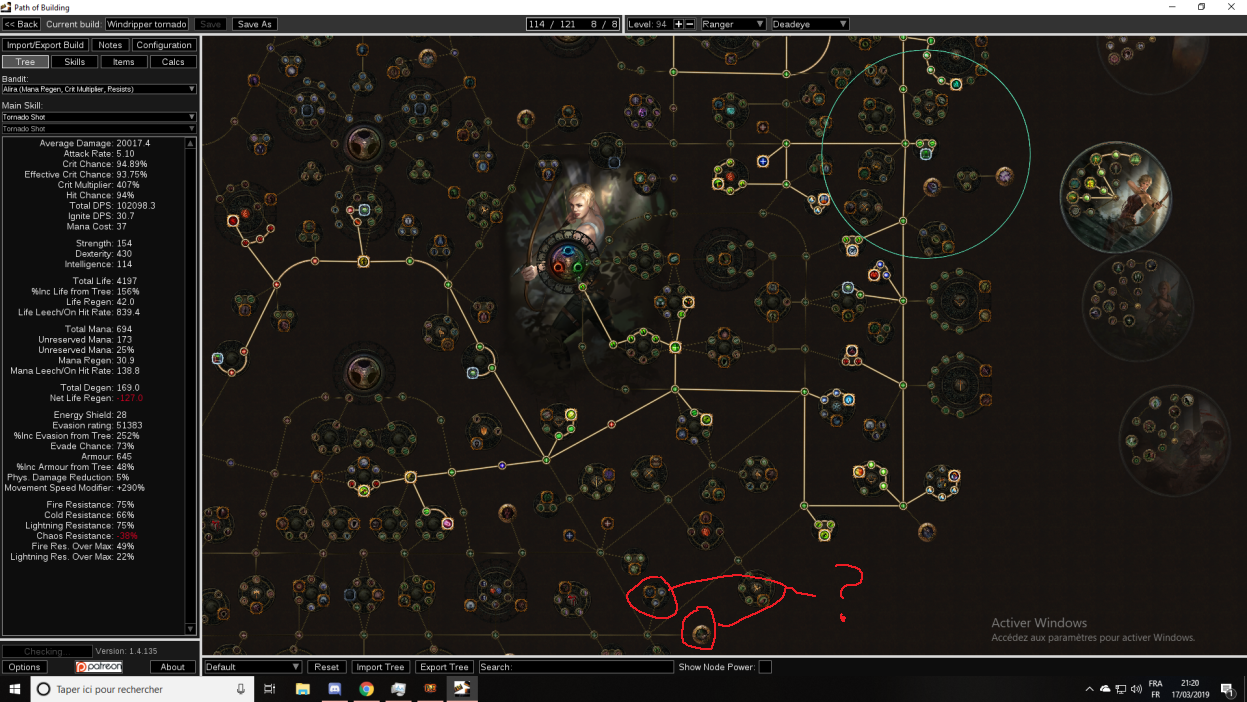 Path of Building
<< Back Current build: Windripper tornado Save Save As 114 / 121 8 / 8 Level: 94 Ranger Deadeye
Import/Export Build Notes Configuration
Tree Skills Items Calcs
Bandit:
Alira (Mana Regen, Crit Multiplier, Resists)
Main Skill:
Tornado Shot
Tornado Shot
Average Damage: 20017.4
Attack Rate: 5.10
Crit Chance: 94.89%
Effective Crit Chance: 93.75%
Crit Multiplier: 407%
Hit Chance: 94%
Total DPS: 102098.3
Ignite DPS: 30.7
Mana Cost: 37
Strength: 154
Dexterity: 430
Intelligence: 114
Total Life: 4197
%Inc Life from Tree: 156%
Life Regen: 42.0
Life Leech/On Hit Rate: 839.4
Total Mana: 694
Unreserved Mana: 173
Unreserved Mana: 25%
Mana Regen: 30.9
Mana Leech/On Hit Rate: 138.8
Total Degen: 169.0
Net Life Regen: -127.0
Energy Shield: 28
Evasion rating: 51383
%Inc Evasion from Tree: 252%
Evade Chance: 73%
Armour: 645
%Inc Armour from Tree: 48%
Phys. Damage Reduction: 5%
Movement Speed Modifier: +290%
Fire Resistance: 75%
Cold Resistance: 66%
Lightning Resistance: 75%
Chaos Resistance: -38%
Fire Res. Over Max: 49%
Lightning Res. Over Max: 22%
?
Activer Windows
Accédez aux paramètres pour activer Windows.
Checking... Version: 1.4.135
Options patreon About
Default Reset Import Tree Export Tree Search: Show Node Power:
Taper ici pour rechercher
FRA 21:20
FR 17/03/2019
1